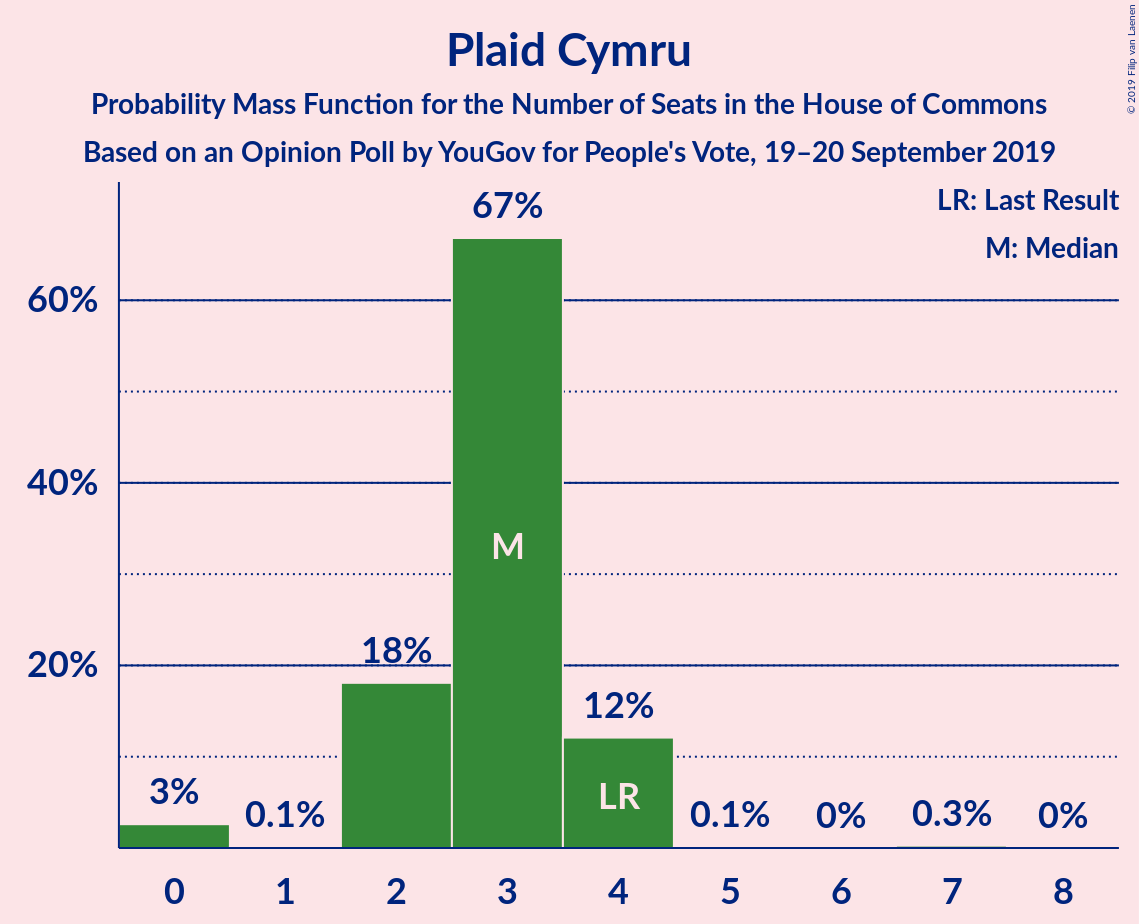 Plaid Cymru
Probability Mass Function for the Number of Seats in the House of Commons
Based on an Opinion Poll by YouGov for People's Vote, 19–20 September 2019
© 2019 Filip van Laenen
LR: Last Result
M: Median
60%
40%
20%
3%
0.1%
18%
67%
M
12%
LR
0.1%
0%
0.3%
0%
0 1 2 3 4 5 6 7 8